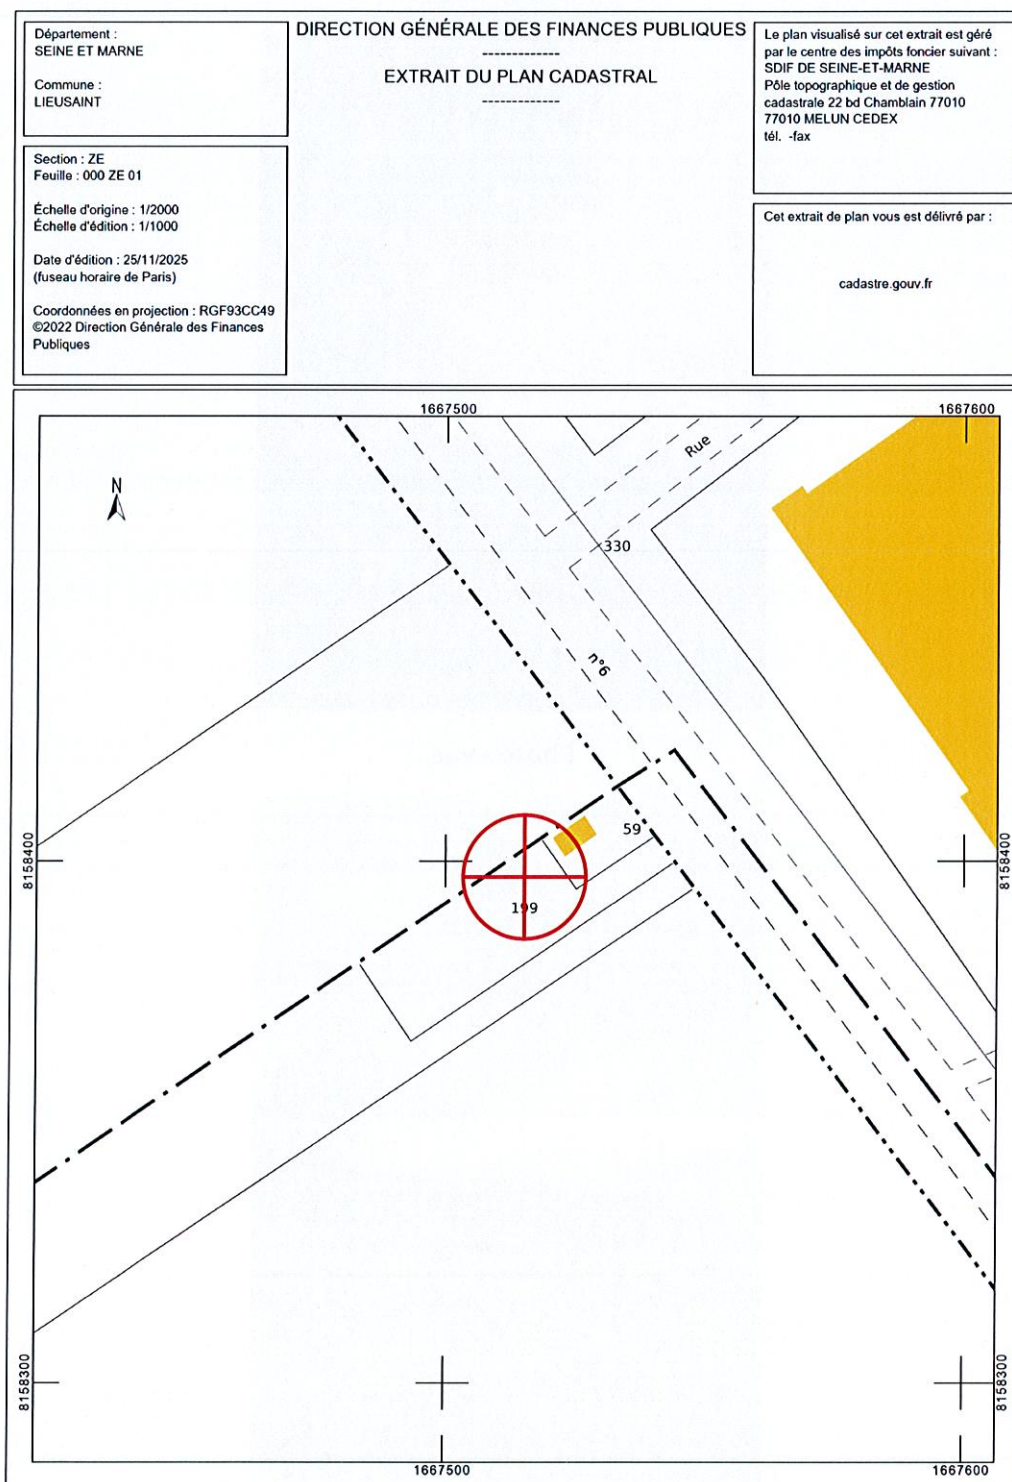 Département :
SEINE ET MARNE
Commune :
LIEUSAINT
Section : ZE
Feuille : 000 ZE 01
Échelle d'origine : 1/2000
Échelle d'édition : 1/1000
Date d'édition : 25/11/2025
(fuseau horaire de Paris)
Coordonnées en projection : RGF93CC49
©2022 Direction Générale des Finances
Publiques
DIRECTION GÉNÉRALE DES FINANCES PUBLIQUES
-------------
EXTRAIT DU PLAN CADASTRAL
-------------
Le plan visualisé sur cet extrait est géré
par le centre des impôts foncier suivant :
SDIF DE SEINE-ET-MARNE
Pôle topographique et de gestion
cadastrale 22 bd Chamblain 77010
77010 MELUN CEDEX
tél. -fax
Cet extrait de plan vous est délivré par :
cadastre.gouv.fr
1667500
1667600
N
Rue
330
n°6
59
8158400
8158400
199
8158300
8158300
1667500
1667600